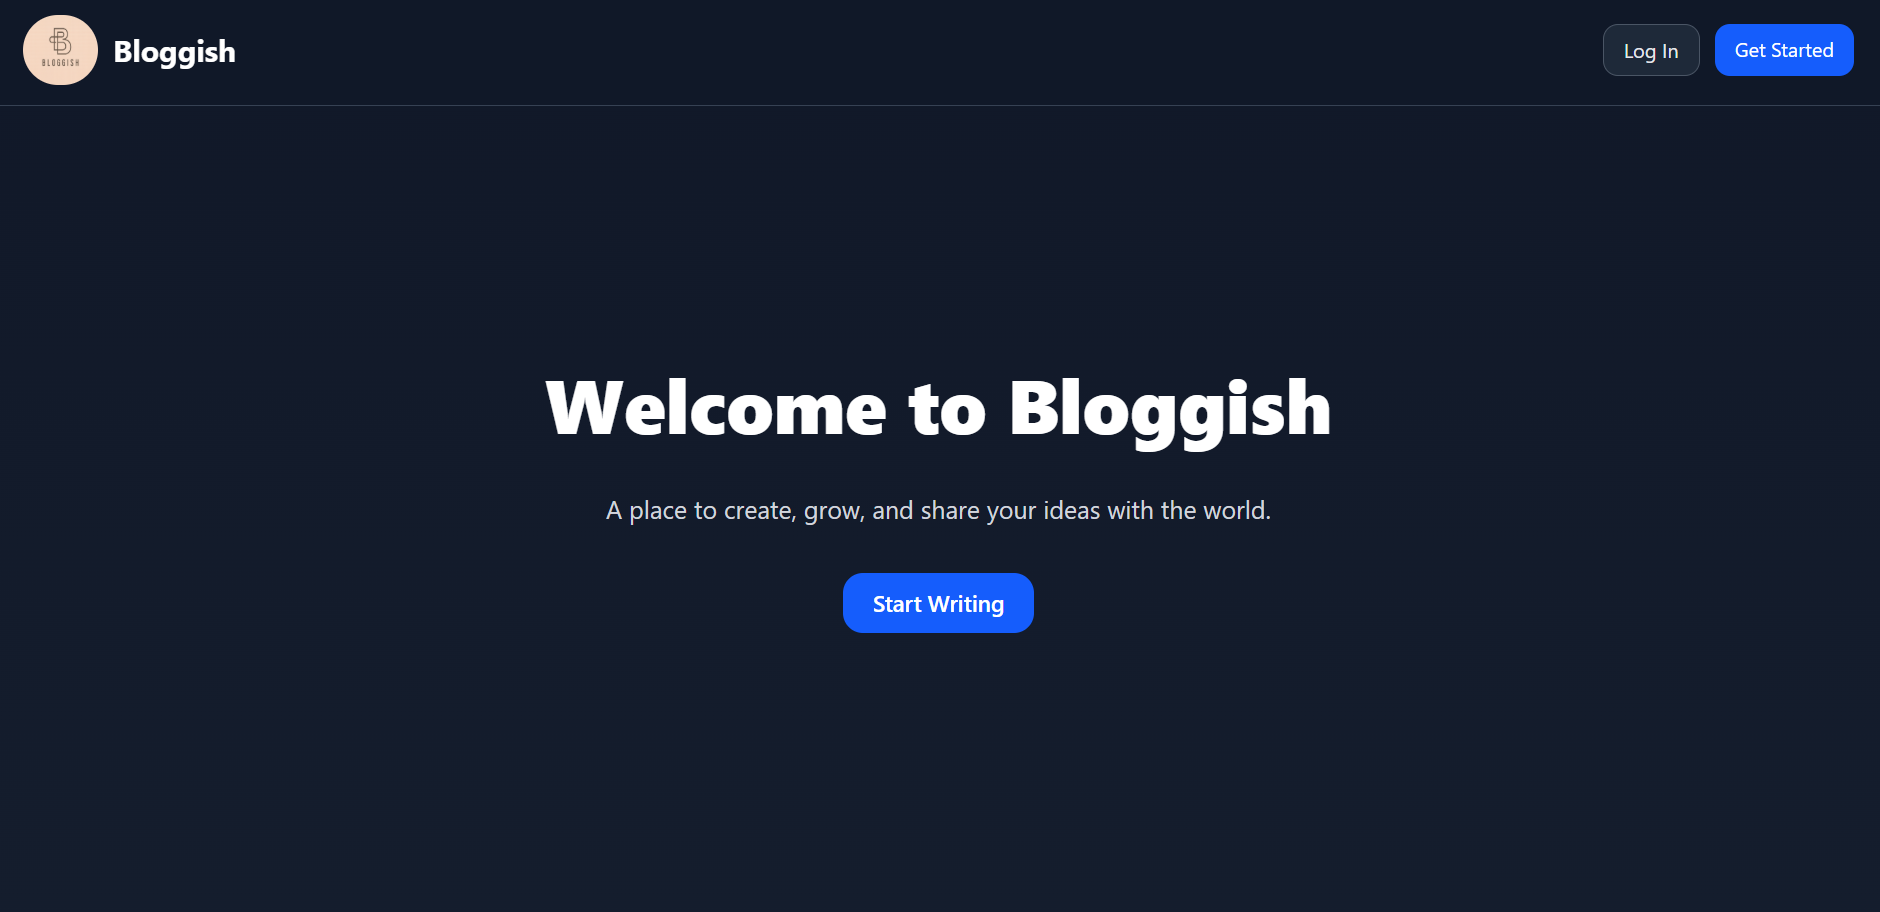 BLOGGISH
Bloggish
Log In
Get Started
Welcome to Bloggish
A place to create, grow, and share your ideas with the world.
Start Writing